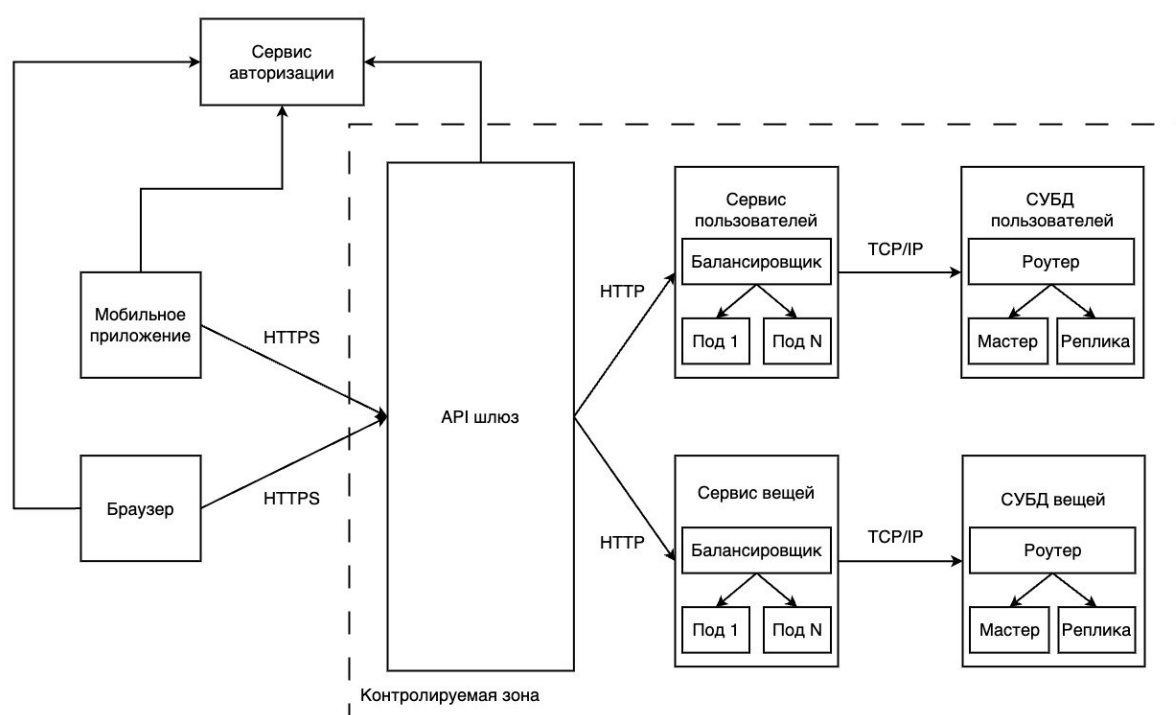 Сервис
авторизации
Мобильное
приложение
HTTPS
Браузер
HTTPS
API шлюз
Контролируемая зона
HTTP
HTTP
Сервис
пользователей
Балансировщик
Под 1
Под N
TCP/IP
СУБД
пользователей
Роутер
Мастер
Реплика
Сервис вещей
Балансировщик
Под 1
Под N
TCP/IP
СУБД вещей
Роутер
Мастер
Реплика